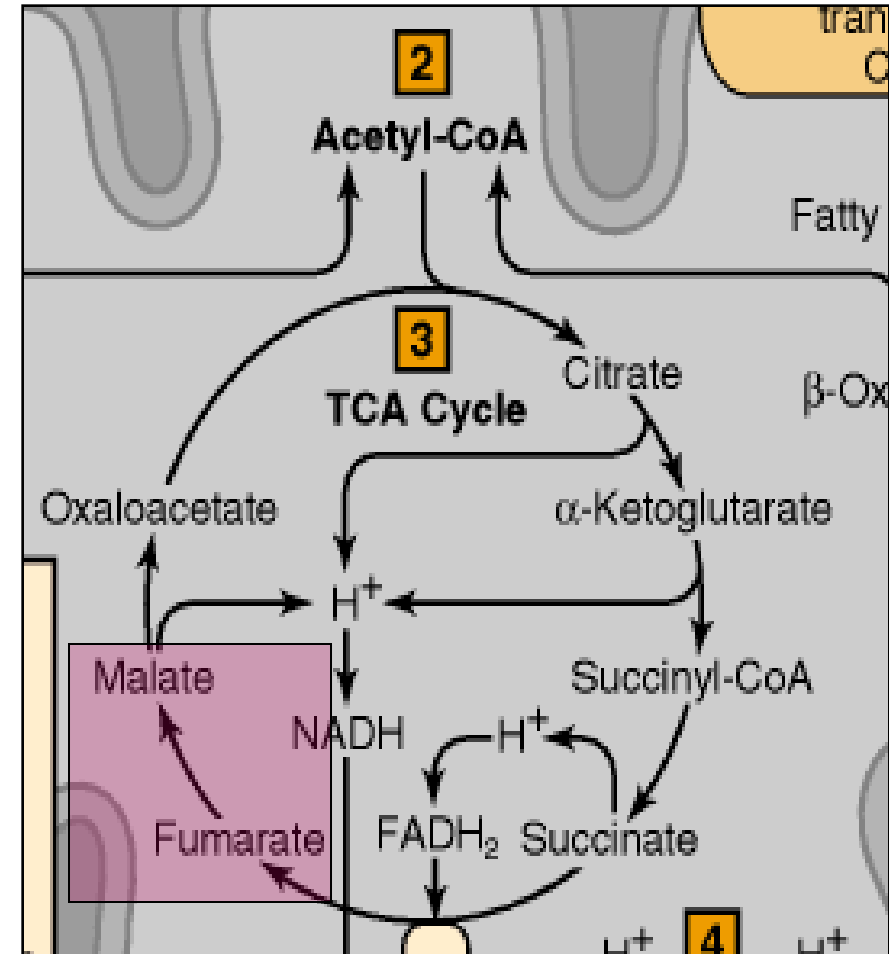 2
tran
C
Acetyl-CoA
Fatty
3
Citrate
β-Ox
TCA Cycle
Oxaloacetate
α-Ketoglutarate
H⁺
Malate
Succinyl-CoA
NADH
H⁺
Fumarate
FADH₂
Succinate
4
H⁺
H⁺